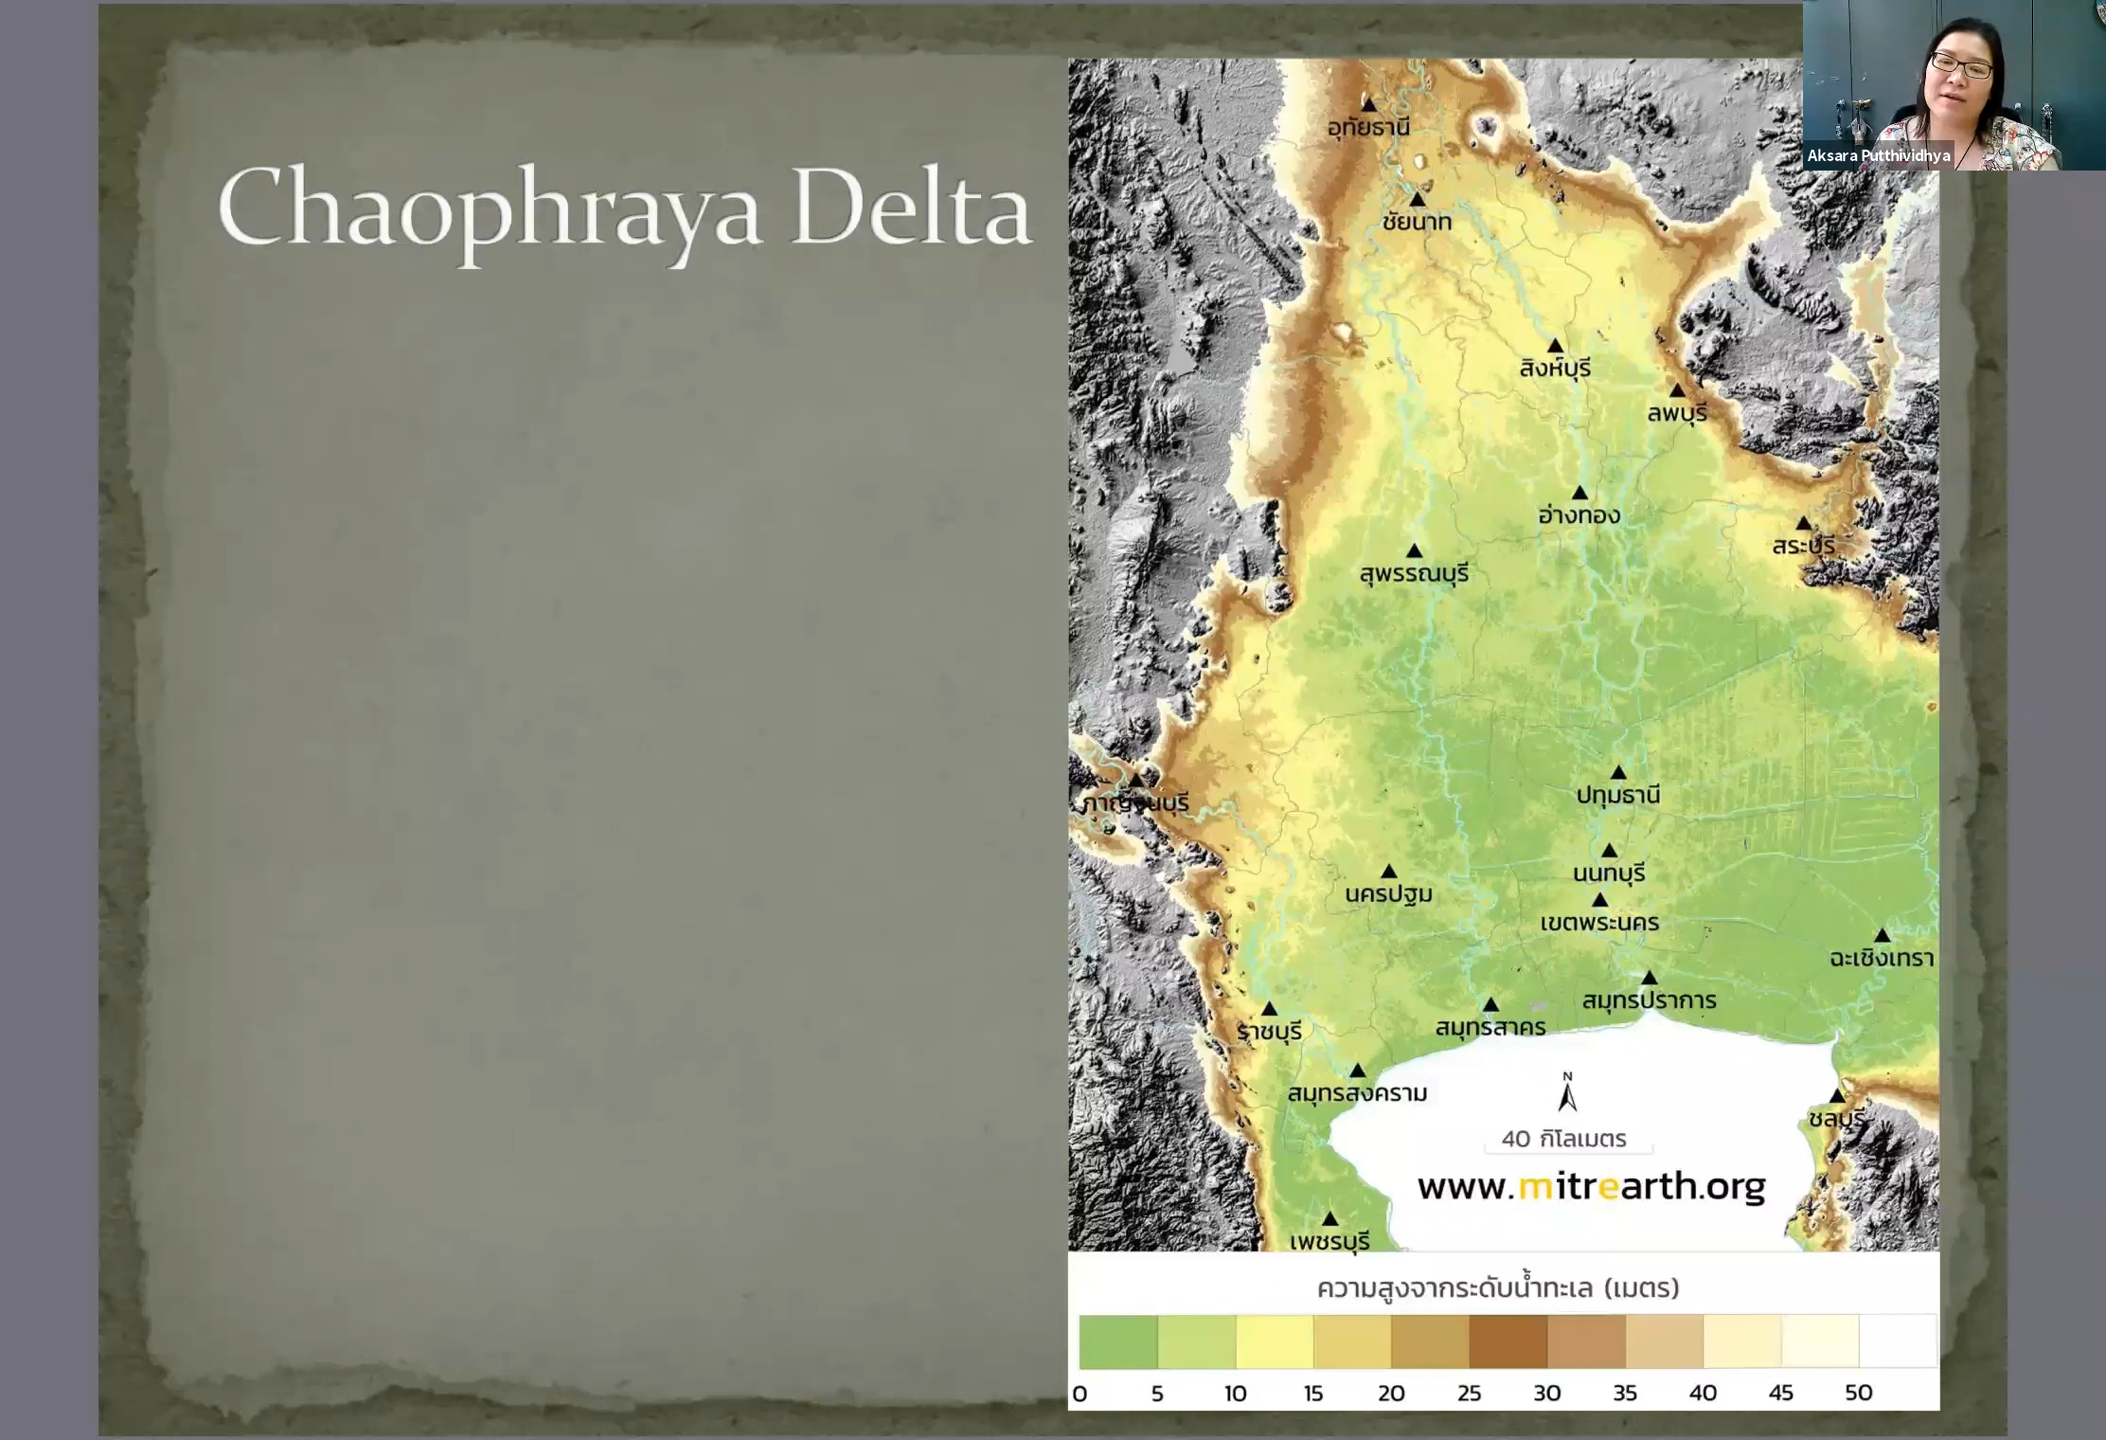 Chaophraya Delta
Aksara Putthividhya
อุทัยธานี
ชัยนาท
สิงห์บุรี
ลพบุรี
อ่างทอง
สระบุรี
สุพรรณบุรี
ปทุมธานี
กาญจนบุรี
นนทบุรี
นครปฐม
เขตพระนคร
ฉะเชิงเทรา
สมุทรปราการ
สมุทรสาคร
ราชบุรี
สมุทรสงคราม
N
ชลบุรี
40 กิโลเมตร
www.mitrearth.org
เพชรบุรี
ความสูงจากระดับน้ำทะเล (เมตร)
0 5 10 15 20 25 30 35 40 45 50